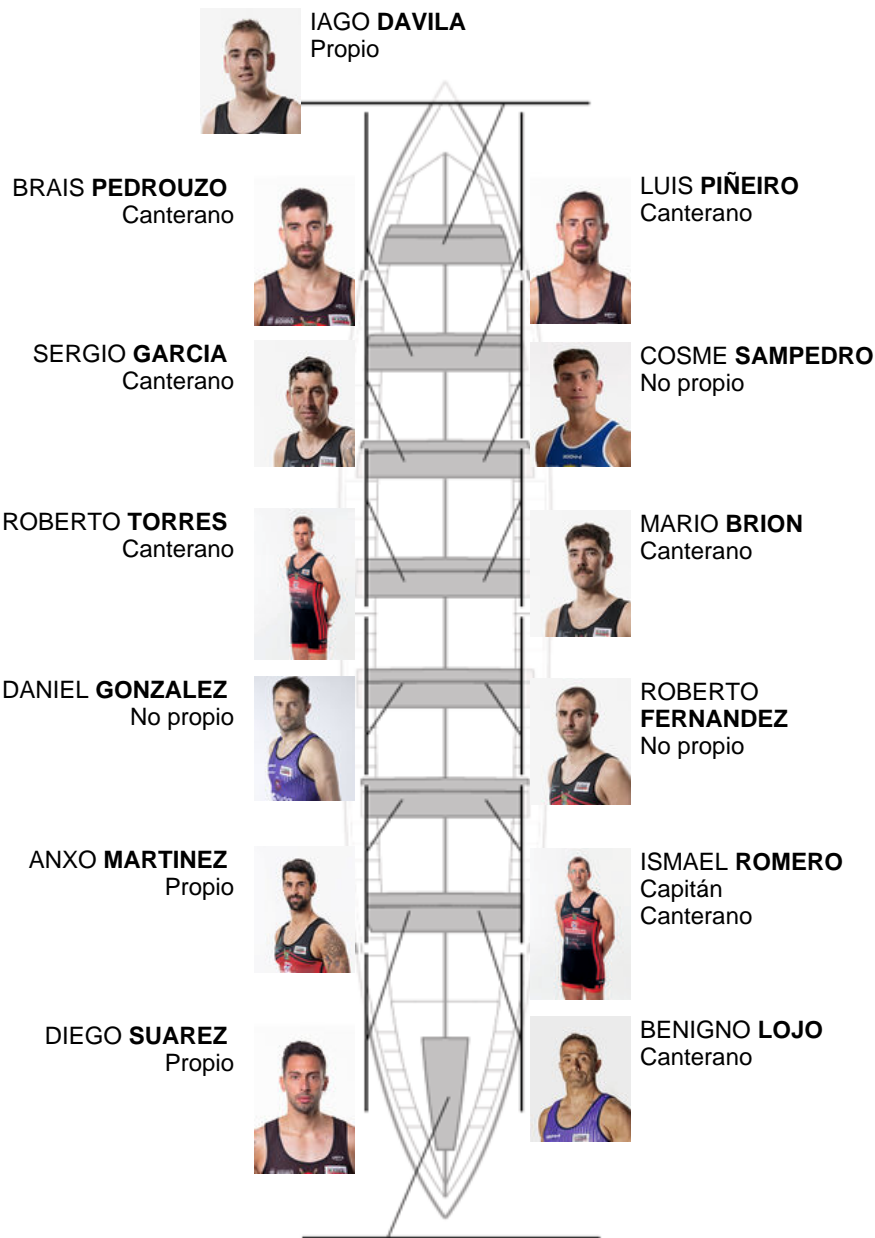 IAGO DAVILA
Propio
BRAIS PEDROUZO
Canterano
LUIS PIÑEIRO
Canterano
SERGIO GARCIA
Canterano
COSME SAMPEDRO
No propio
ROBERTO TORRES
Canterano
MARIO BRION
Canterano
DANIEL GONZALEZ
No propio
ROBERTO
FERNANDEZ
No propio
ANXO MARTINEZ
Propio
ISMAEL ROMERO
Capitán
Canterano
DIEGO SUAREZ
Propio
BENIGNO LOJO
Canterano